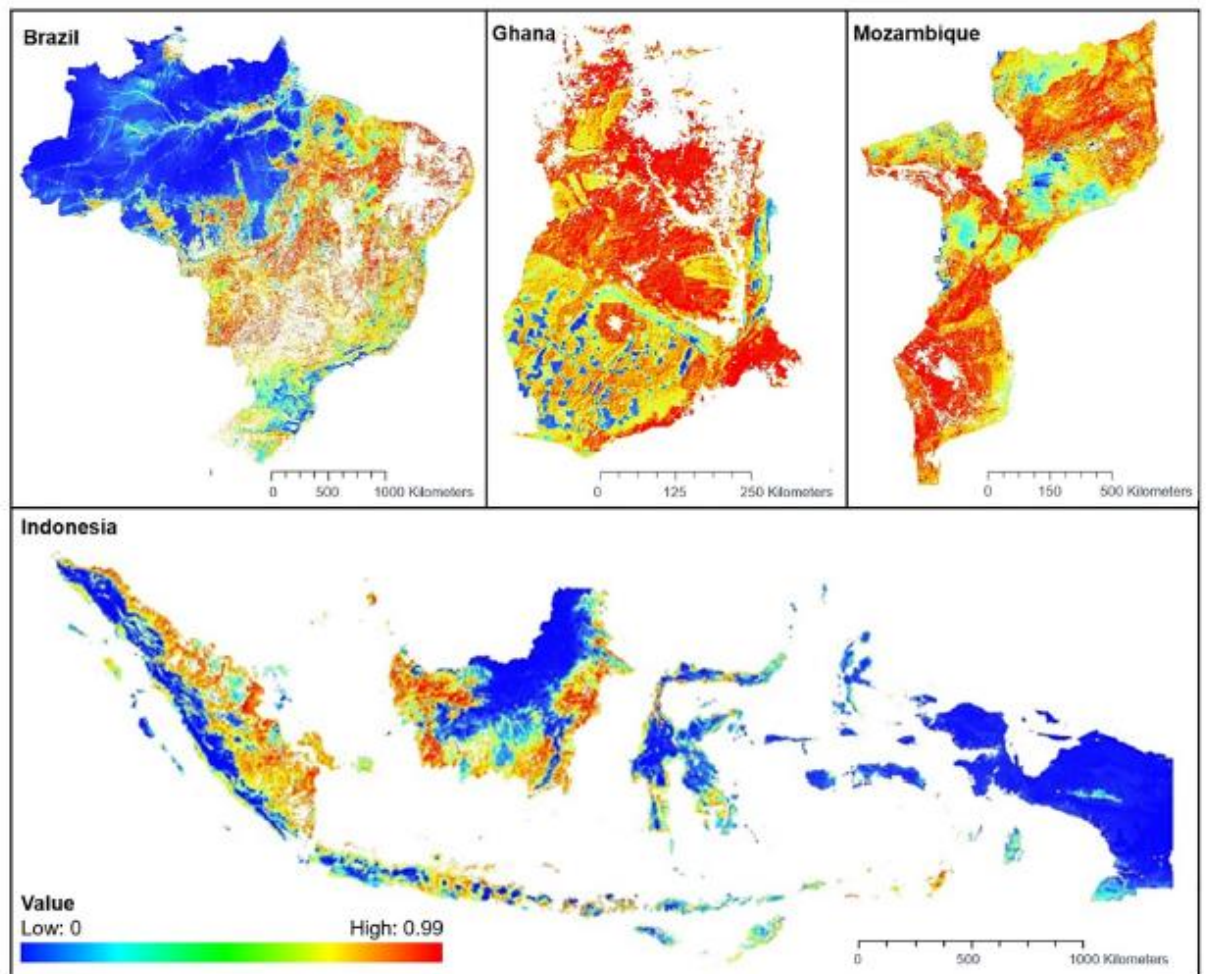 Brazil
0 500 1000 Kilometers
Ghana
0 125 250 Kilometers
Mozambique
0 150 500 Kilometers
Indonesia
Value
Low: 0 High: 0.99
0 500 1000 Kilometers